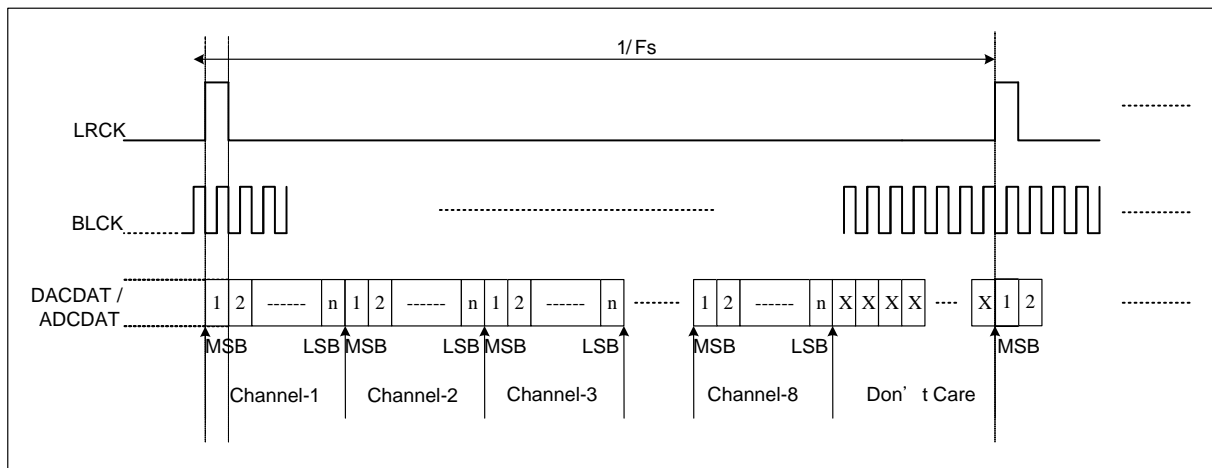 1/ Fs
LRCK
BLCK
DACDAT /
ADCDAT
1 2 ------ n 1 2 ------ n 1 2 ------ n 1 2 ------ n X X X X X 1 2
MSB LSB MSB LSB MSB LSB MSB LSB MSB
Channel-1 Channel-2 Channel-3 Channel-8 Don' t Care